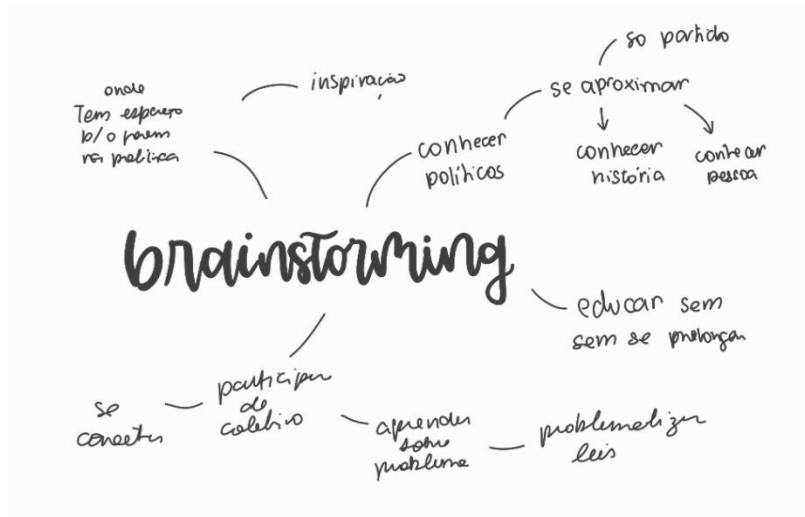 so partido
inspiração
se aproximar
onde
Tem espaço
p/ o jovem
na política
conhecer
políticos
conhecer
história
conhecer
pessoa
brainstorming
educar sem
sem se prolongar
participar
de
coletivo
se
conectar
aprender
sobre
problema
problematizar
leis